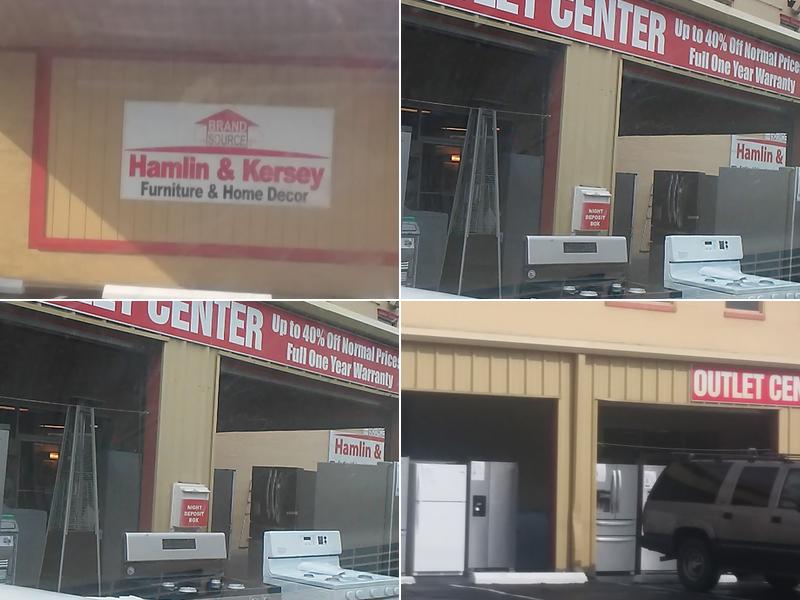 BRAND
SOURCE
Hamlin & Kersey
Furniture & Home Decor
LET CENTER
Up to 40% Off Normal Price
Full One Year Warranty
Hamlin &
NIGHT
DEPOSIT
BOX
CENTER
Up to 40% Off Normal Prices
Full One Year Warranty
Hamlin &
NIGHT
DEPOSIT
BOX
OUTLET CEN